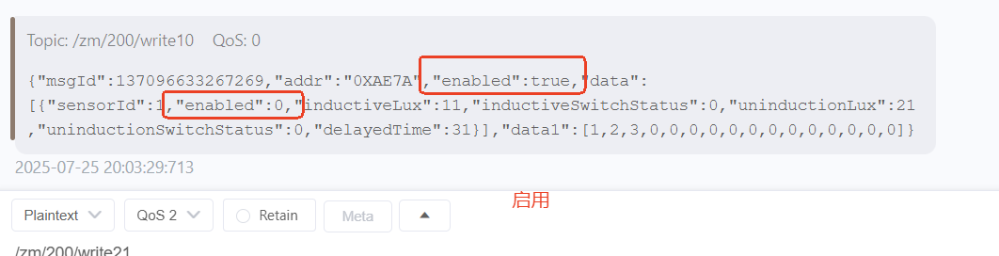 Topic: /zm/200/write10 QoS: 0
{"msgId":137096633267269,"addr":"0XAE7A","enabled":true,"data":
[{"sensorId":1,"enabled":0,"inductiveLux":11,"inductiveSwitchStatus":0,"uninductionLux":21
,"uninductionSwitchStatus":0,"delayedTime":31}],"data1":[1,2,3,0,0,0,0,0,0,0,0,0,0,0,0,0]}
2025-07-25 20:03:29:713
启用
Plaintext QoS 2 Retain Meta
/zm/200/write21